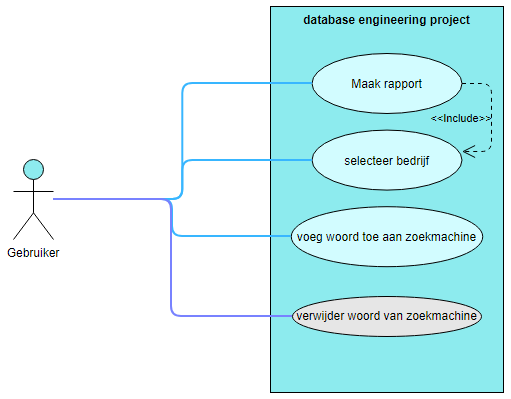 database engineering project
Maak rapport
<<Include>>
selecteer bedrijf
voeg woord toe aan zoekmachine
Gebruiker
verwijder woord van zoekmachine